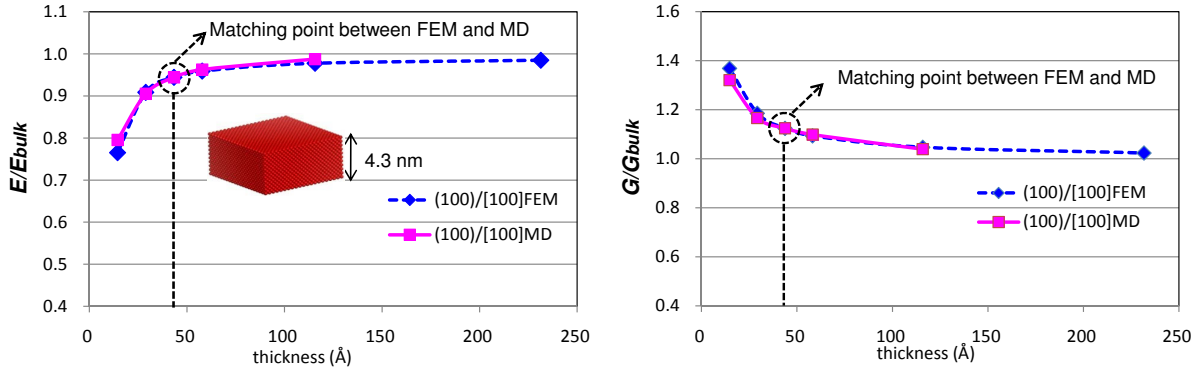 1.1
1.0
0.9
0.8
0.7
0.6
0.5
0.4
E/Ebulk
Matching point between FEM and MD
4.3 nm
(100)/[100]FEM
(100)/[100]MD
0
50
100
150
200
250
thickness (Å)
1.6
1.4
1.2
1.0
0.8
0.6
0.4
G/Gbulk
Matching point between FEM and MD
(100)/[100]FEM
(100)/[100]MD
0
50
100
150
200
250
thickness (Å)